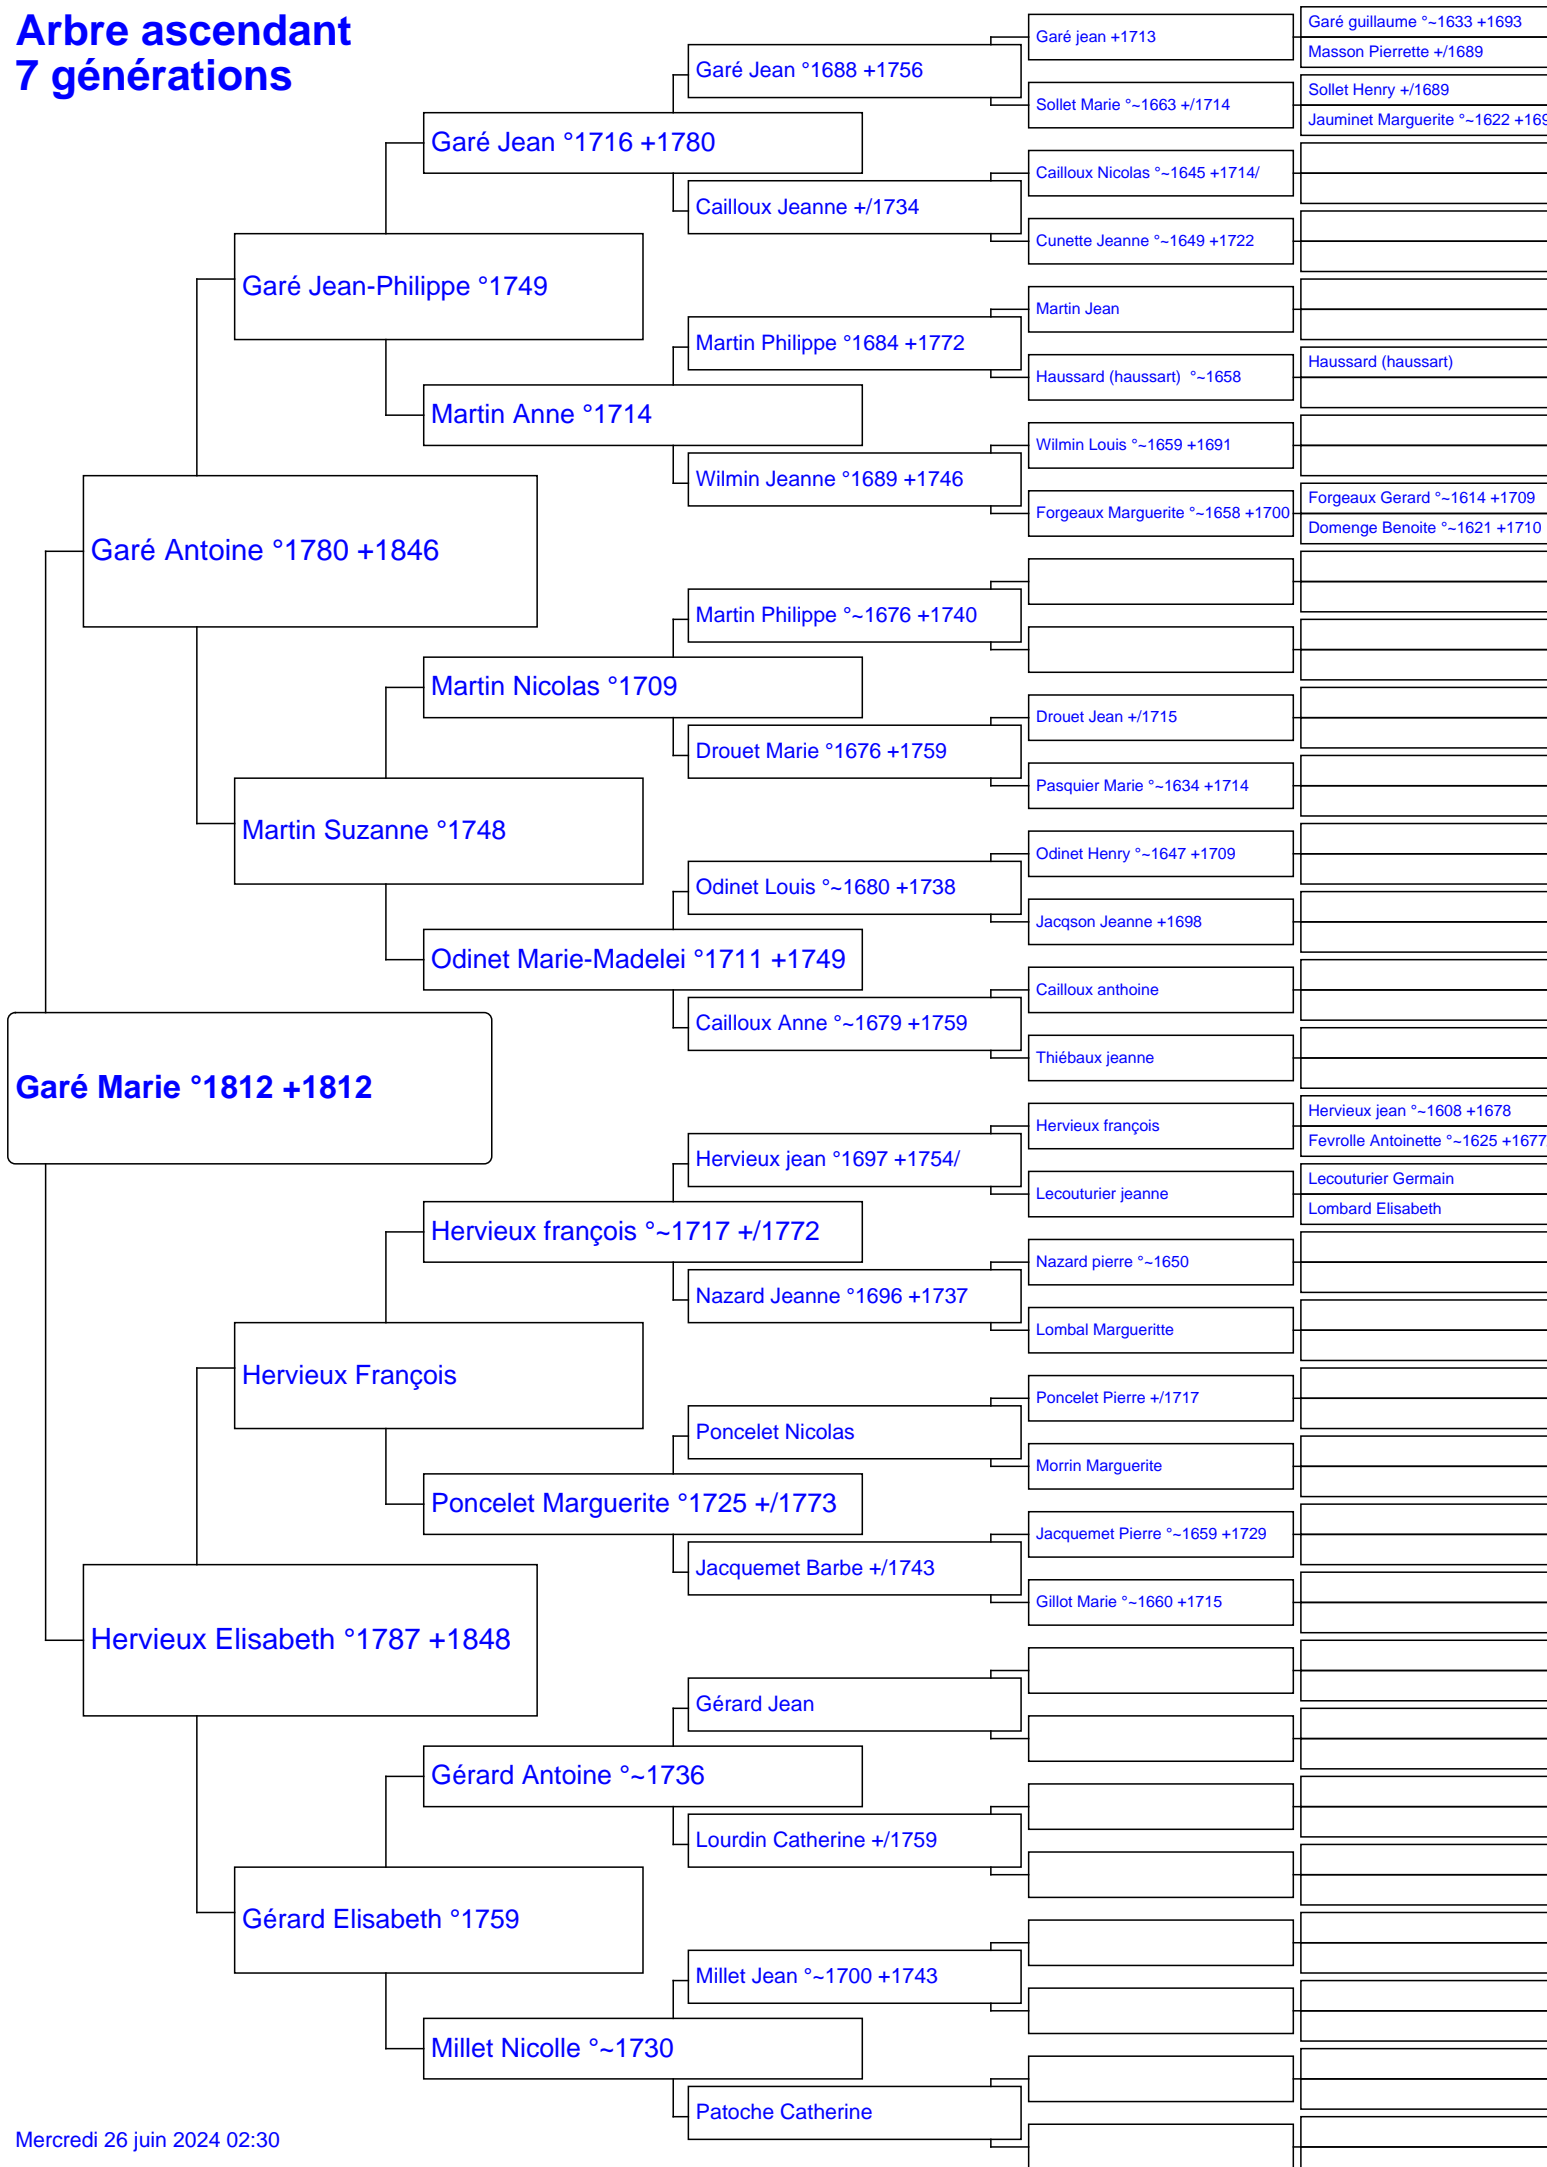 Arbre ascendant
7 générations
Garé guillaume °~1633 +1693
Garé jean +1713
Masson Pierrette +/1689
Garé Jean °1688 +1756
Sollet Henry +/1689
Sollet Marie °~1663 +/1714
Jauminet Marguerite °~1622 +169
Garé Jean °1716 +1780
Cailloux Nicolas °~1645 +1714/
Cailloux Jeanne +/1734
Cunette Jeanne °~1649 +1722
Garé Jean-Philippe °1749
Martin Jean
Martin Philippe °1684 +1772
Haussard (haussart)
Haussard (haussart)  °~1658
Martin Anne °1714
Wilmin Louis °~1659 +1691
Wilmin Jeanne °1689 +1746
Forgeaux Gerard °~1614 +1709
Forgeaux Marguerite °~1658 +1700
Domenge Benoite °~1621 +1710
Garé Antoine °1780 +1846
Martin Philippe °~1676 +1740
Martin Nicolas °1709
Drouet Jean +/1715
Drouet Marie °1676 +1759
Pasquier Marie °~1634 +1714
Martin Suzanne °1748
Odinet Henry °~1647 +1709
Odinet Louis °~1680 +1738
Jacqson Jeanne +1698
Odinet Marie-Madelei °1711 +1749
Cailloux anthoine
Cailloux Anne °~1679 +1759
Thiébaux jeanne
Garé Marie °1812 +1812
Hervieux jean °~1608 +1678
Hervieux françois
Fevrolle Antoinette °~1625 +1677
Hervieux jean °1697 +1754/
Lecouturier Germain
Lecouturier jeanne
Lombard Elisabeth
Hervieux françois °~1717 +/1772
Nazard pierre °~1650
Nazard Jeanne °1696 +1737
Lombal Margueritte
Hervieux François
Poncelet Pierre +/1717
Poncelet Nicolas
Morrin Marguerite
Poncelet Marguerite °1725 +/1773
Jacquemet Pierre °~1659 +1729
Jacquemet Barbe +/1743
Gillot Marie °~1660 +1715
Hervieux Elisabeth °1787 +1848
Gérard Jean
Gérard Antoine °~1736
Lourdin Catherine +/1759
Gérard Elisabeth °1759
Millet Jean °~1700 +1743
Millet Nicolle °~1730
Patoche Catherine
Mercredi 26 juin 2024 02:30